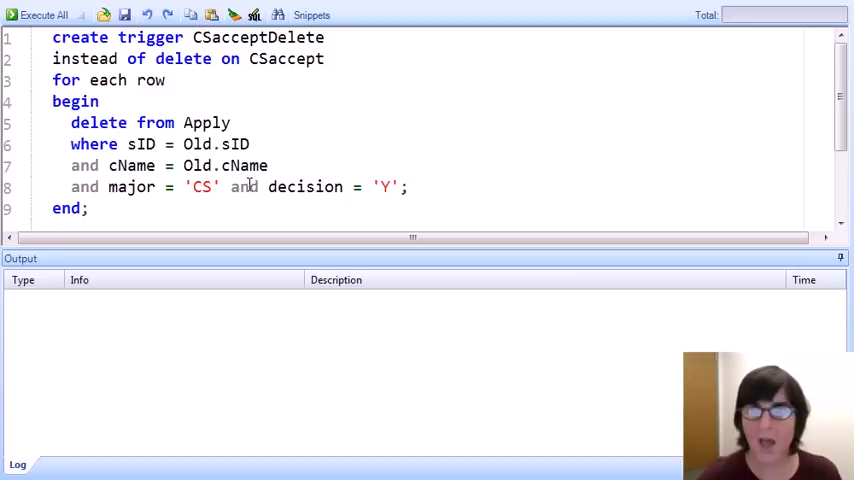 Execute All SQL Snippets Total:
1 create trigger CSacceptDelete
2 instead of delete on CSaccept
3 for each row
4 begin
5 delete from Apply
6 where sID = Old.sID
7 and cName = Old.cName
8 and major = 'CS' and decision = 'Y';
9 end;
Output
Type Info Description Time
Log